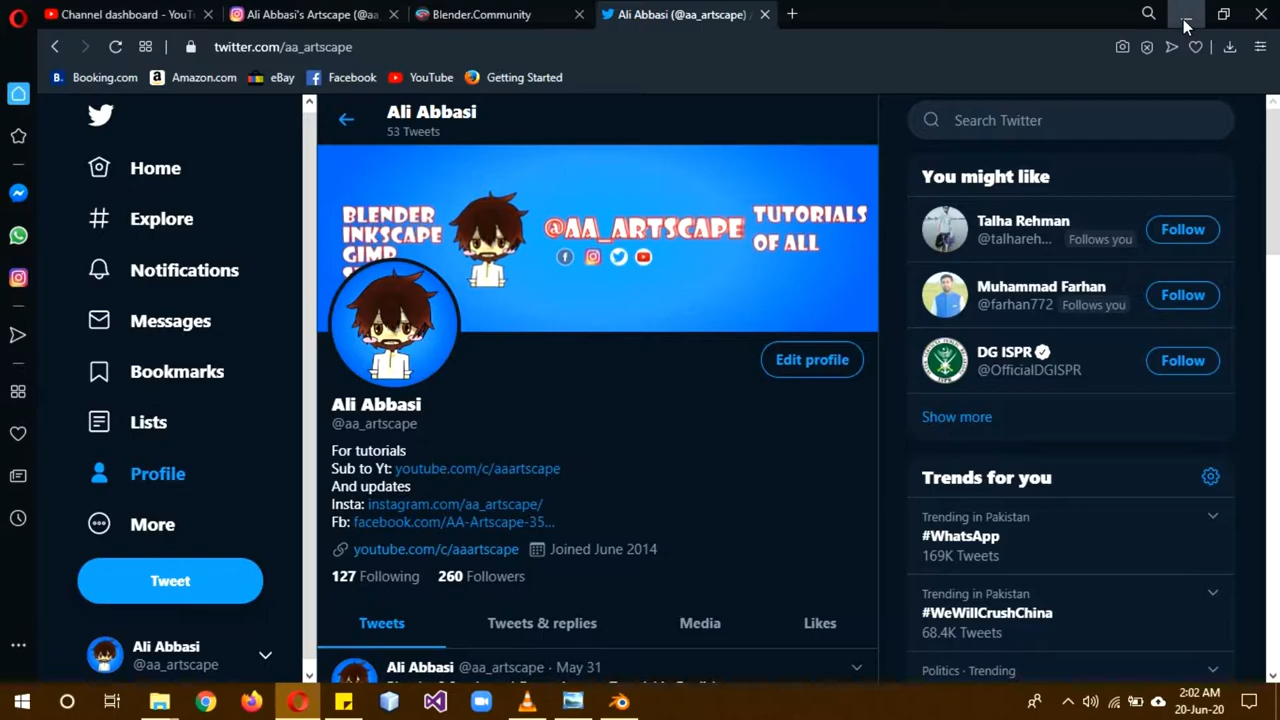 Channel dashboard - YouT
Ali Abbasi's Artscape (@aa_
Blender.Community
Ali Abbasi (@aa_artscape) /
twitter.com/aa_artscape
B. Booking.com
a Amazon.com
eBay
Facebook
YouTube
Getting Started
Home
Explore
Notifications
Messages
Bookmarks
Lists
Profile
More
Tweet
Ali Abbasi
@aa_artscape
Ali Abbasi
53 Tweets
BLENDER
INKSCAPE
GIMP
@AA_ARTSCAPE
TUTORIALS
OF ALL
Edit profile
Ali Abbasi
@aa_artscape
For tutorials
Sub to Yt: youtube.com/c/aaartscape
And updates
Insta: instagram.com/aa_artscape/
Fb: facebook.com/AA-Artscape-35...
youtube.com/c/aaartscape Joined June 2014
127 Following 260 Followers
Tweets Tweets & replies Media Likes
Ali Abbasi @aa_artscape · May 31
Search Twitter
You might like
Talha Rehman
@talhareh... Follows you
Follow
Muhammad Farhan
@farhan772 Follows you
Follow
DG ISPR
@OfficialDGISPR
Follow
Show more
Trends for you
Trending in Pakistan
#WhatsApp
169K Tweets
Trending in Pakistan
#WeWillCrushChina
68.4K Tweets
Politics · Trending
2:02 AM
20-Jun-20